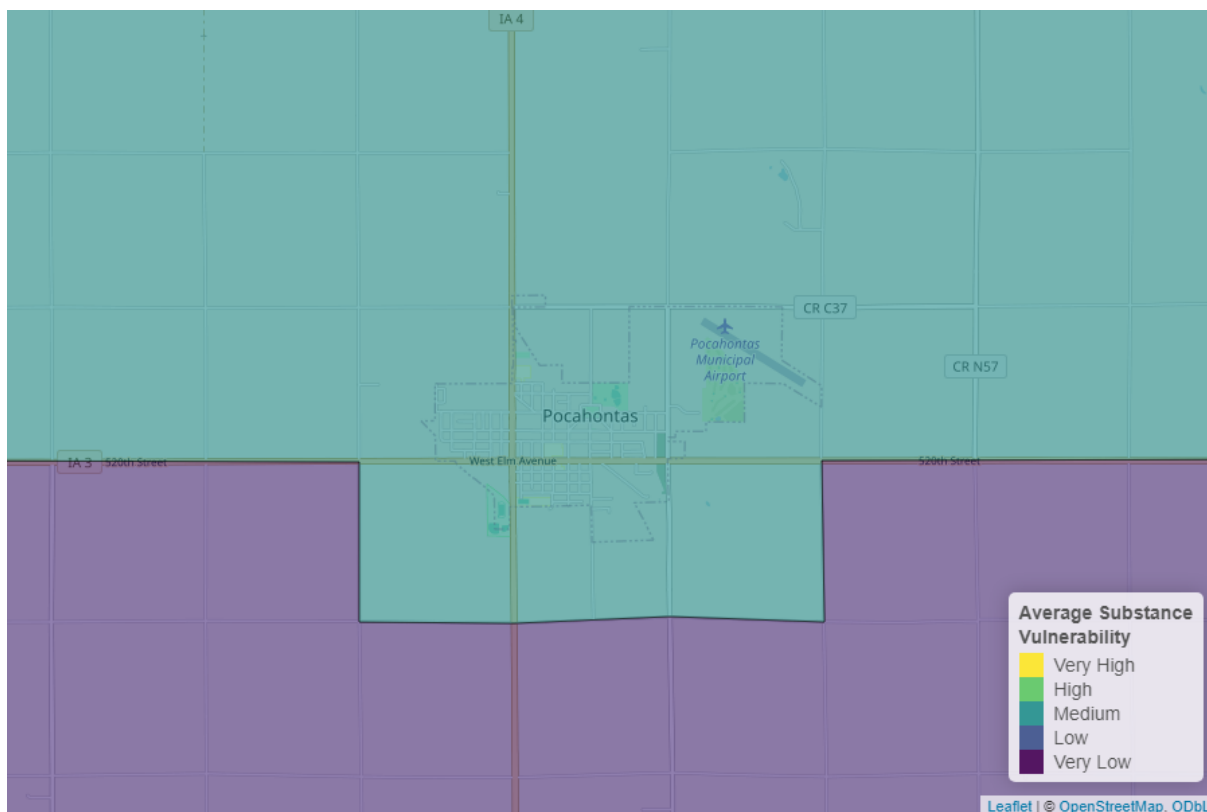 IA 4
CR C37
Pocahontas
Municipal
Airport
CR N57
Pocahontas
IA 3
520th Street
West Elm Avenue
520th Street
Average Substance
Vulnerability
Very High
High
Medium
Low
Very Low
Leaflet | © OpenStreetMap, ODbL